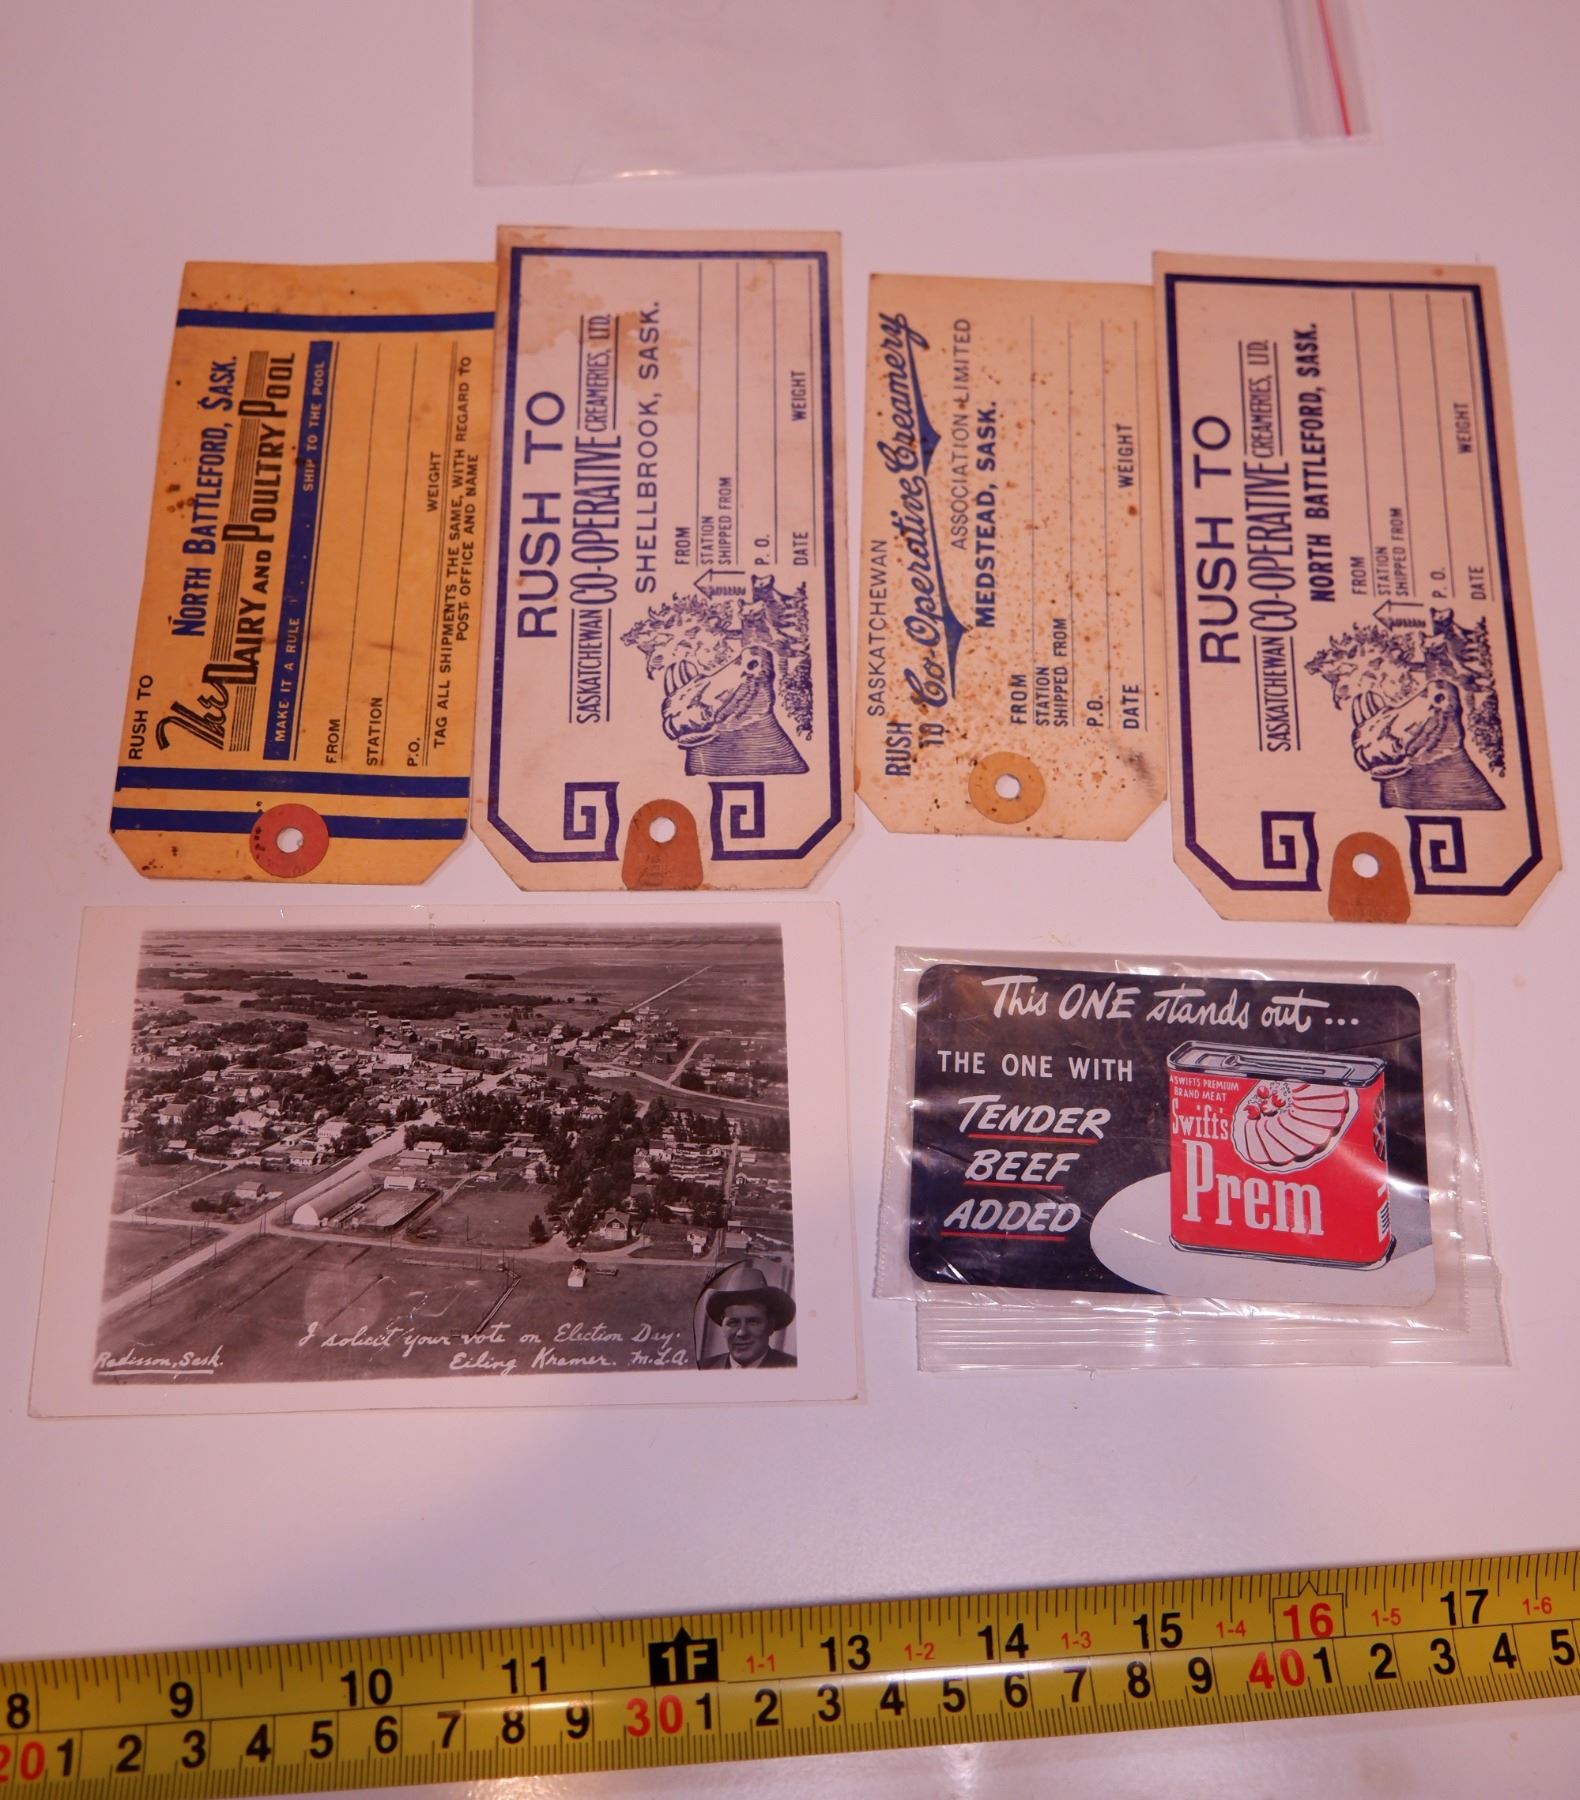 RUSH TO
NORTH BATTLEFORD, SASK.
The DAIRY AND POULTRY POOL
MAKE IT A RULE . . . . SHIP TO THE POOL
FROM
STATION
P.O. WEIGHT
TAG ALL SHIPMENTS THE SAME, WITH REGARD TO
POST OFFICE AND NAME
RUSH TO
SASKATCHEWAN CO-OPERATIVE CREAMERIES, LTD.
SHELLBROOK, SASK.
FROM
STATION
SHIPPED FROM
P. O.
DATE WEIGHT
SASKATCHEWAN
RUSH TO Co-Operative Creamery
ASSOCIATION LIMITED
MEDSTEAD, SASK.
FROM
STATION
SHIPPED FROM
P.O.
DATE WEIGHT
RUSH TO
SASKATCHEWAN CO-OPERATIVE CREAMERIES, LTD.
NORTH BATTLEFORD, SASK.
FROM
STATION
SHIPPED FROM
P. O.
DATE WEIGHT
I solicit your vote on Election Day.
Radisson, Sask. Eiling Kramer. M.L.A.
This ONE stands out...
THE ONE WITH
TENDER
BEEF
ADDED
A SWIFT'S PREMIUM
BRAND MEAT
Swift's
Prem
8 9 10 11 1F 1-1 13 1-2 14 1-3 15 1-4 16 1-5 17 1-6
20 1 2 3 4 5 6 7 8 9 30 1 2 3 4 5 6 7 8 9 40 1 2 3 4 5